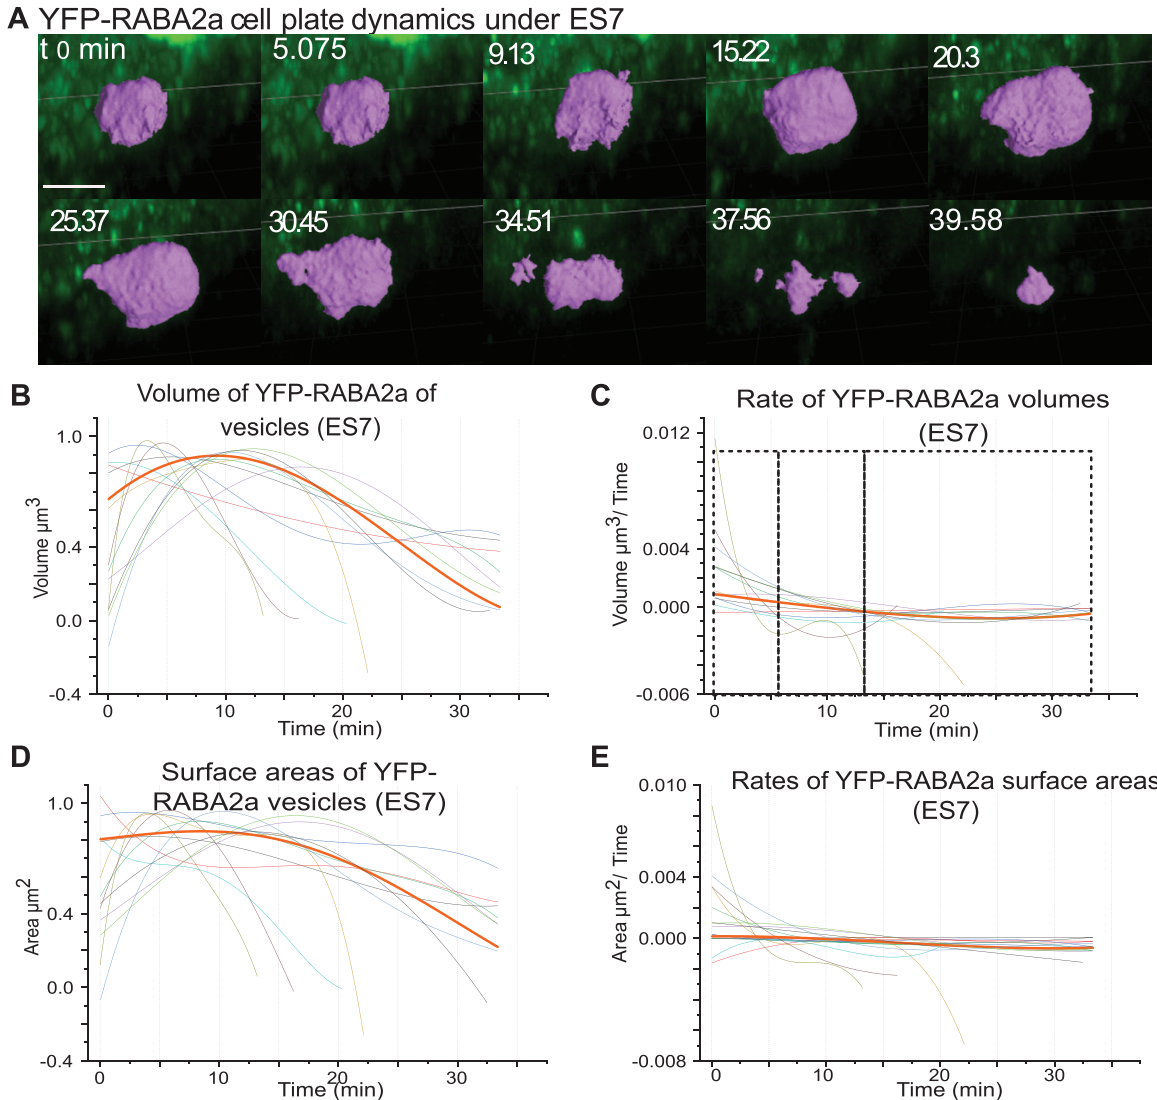 A YFP-RABA2a cell plate dynamics under ES7
t 0 min 5.075 9.13 15.22 20.3
25.37 30.45 34.51 37.56 39.58
B Volume of YFP-RABA2a of
vesicles (ES7)
1.0
0.4
0.0
-0.4
Volume µm3
0 10 20 30
Time (min)
C Rate of YFP-RABA2a volumes
(ES7)
0.012
0.004
0.000
-0.006
Volume µm3/ Time
0 10 20 30
Time (min)
D Surface areas of YFP-
RABA2a vesicles (ES7)
1.0
0.4
0.0
-0.4
Area µm2
0 10 20 30
Time (min)
E Rates of YFP-RABA2a surface areas
(ES7)
0.010
0.004
0.000
-0.008
Area µm2/ Time
0 10 20 30
Time (min)